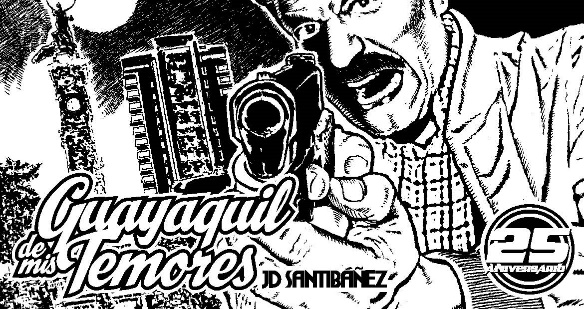 Guayaquil
de mis
Temores
JD SANTIBÁÑEZ
25
ANIVERSARIO